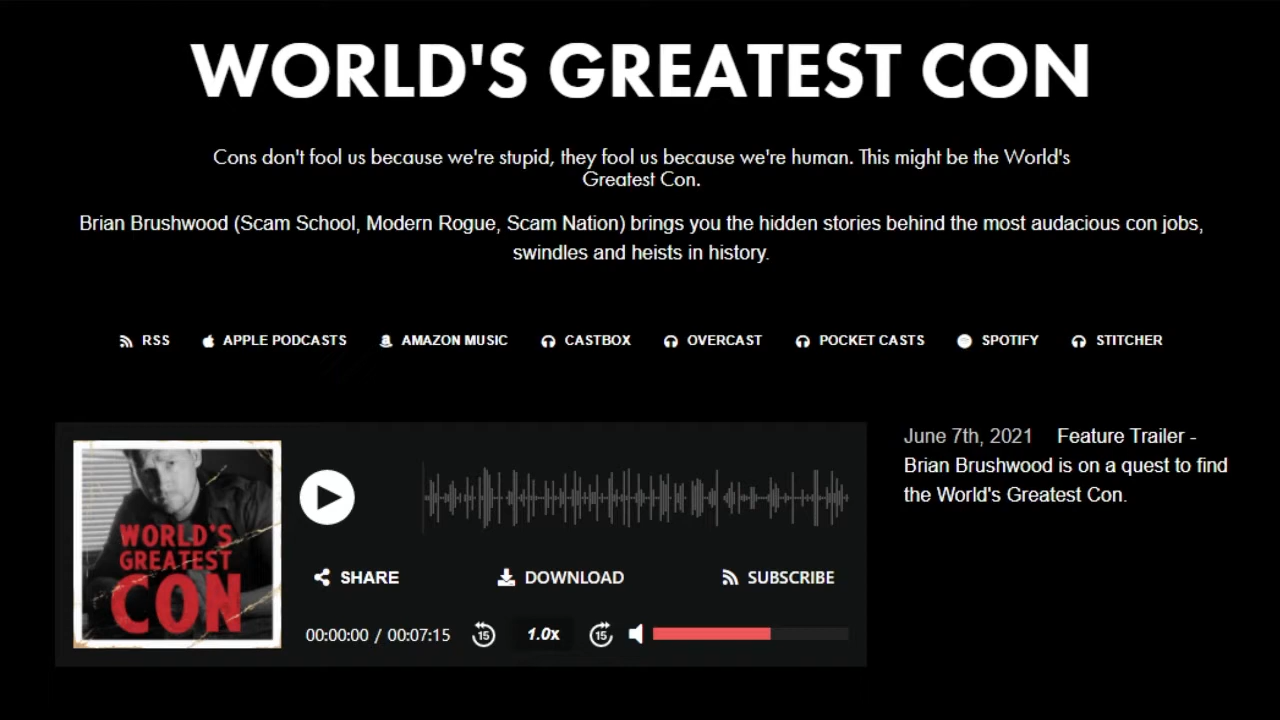 WORLD'S GREATEST CON
Cons don't fool us because we're stupid, they fool us because we're human. This might be the World's
Greatest Con.
Brian Brushwood (Scam School, Modern Rogue, Scam Nation) brings you the hidden stories behind the most audacious con jobs,
swindles and heists in history.
RSS APPLE PODCASTS AMAZON MUSIC CASTBOX OVERCAST POCKET CASTS SPOTIFY STITCHER
WORLD'S
GREATEST
CON
SHARE DOWNLOAD SUBSCRIBE
00:00:00 / 00:07:15 15 1.0x 15
June 7th, 2021 Feature Trailer -
Brian Brushwood is on a quest to find
the World's Greatest Con.